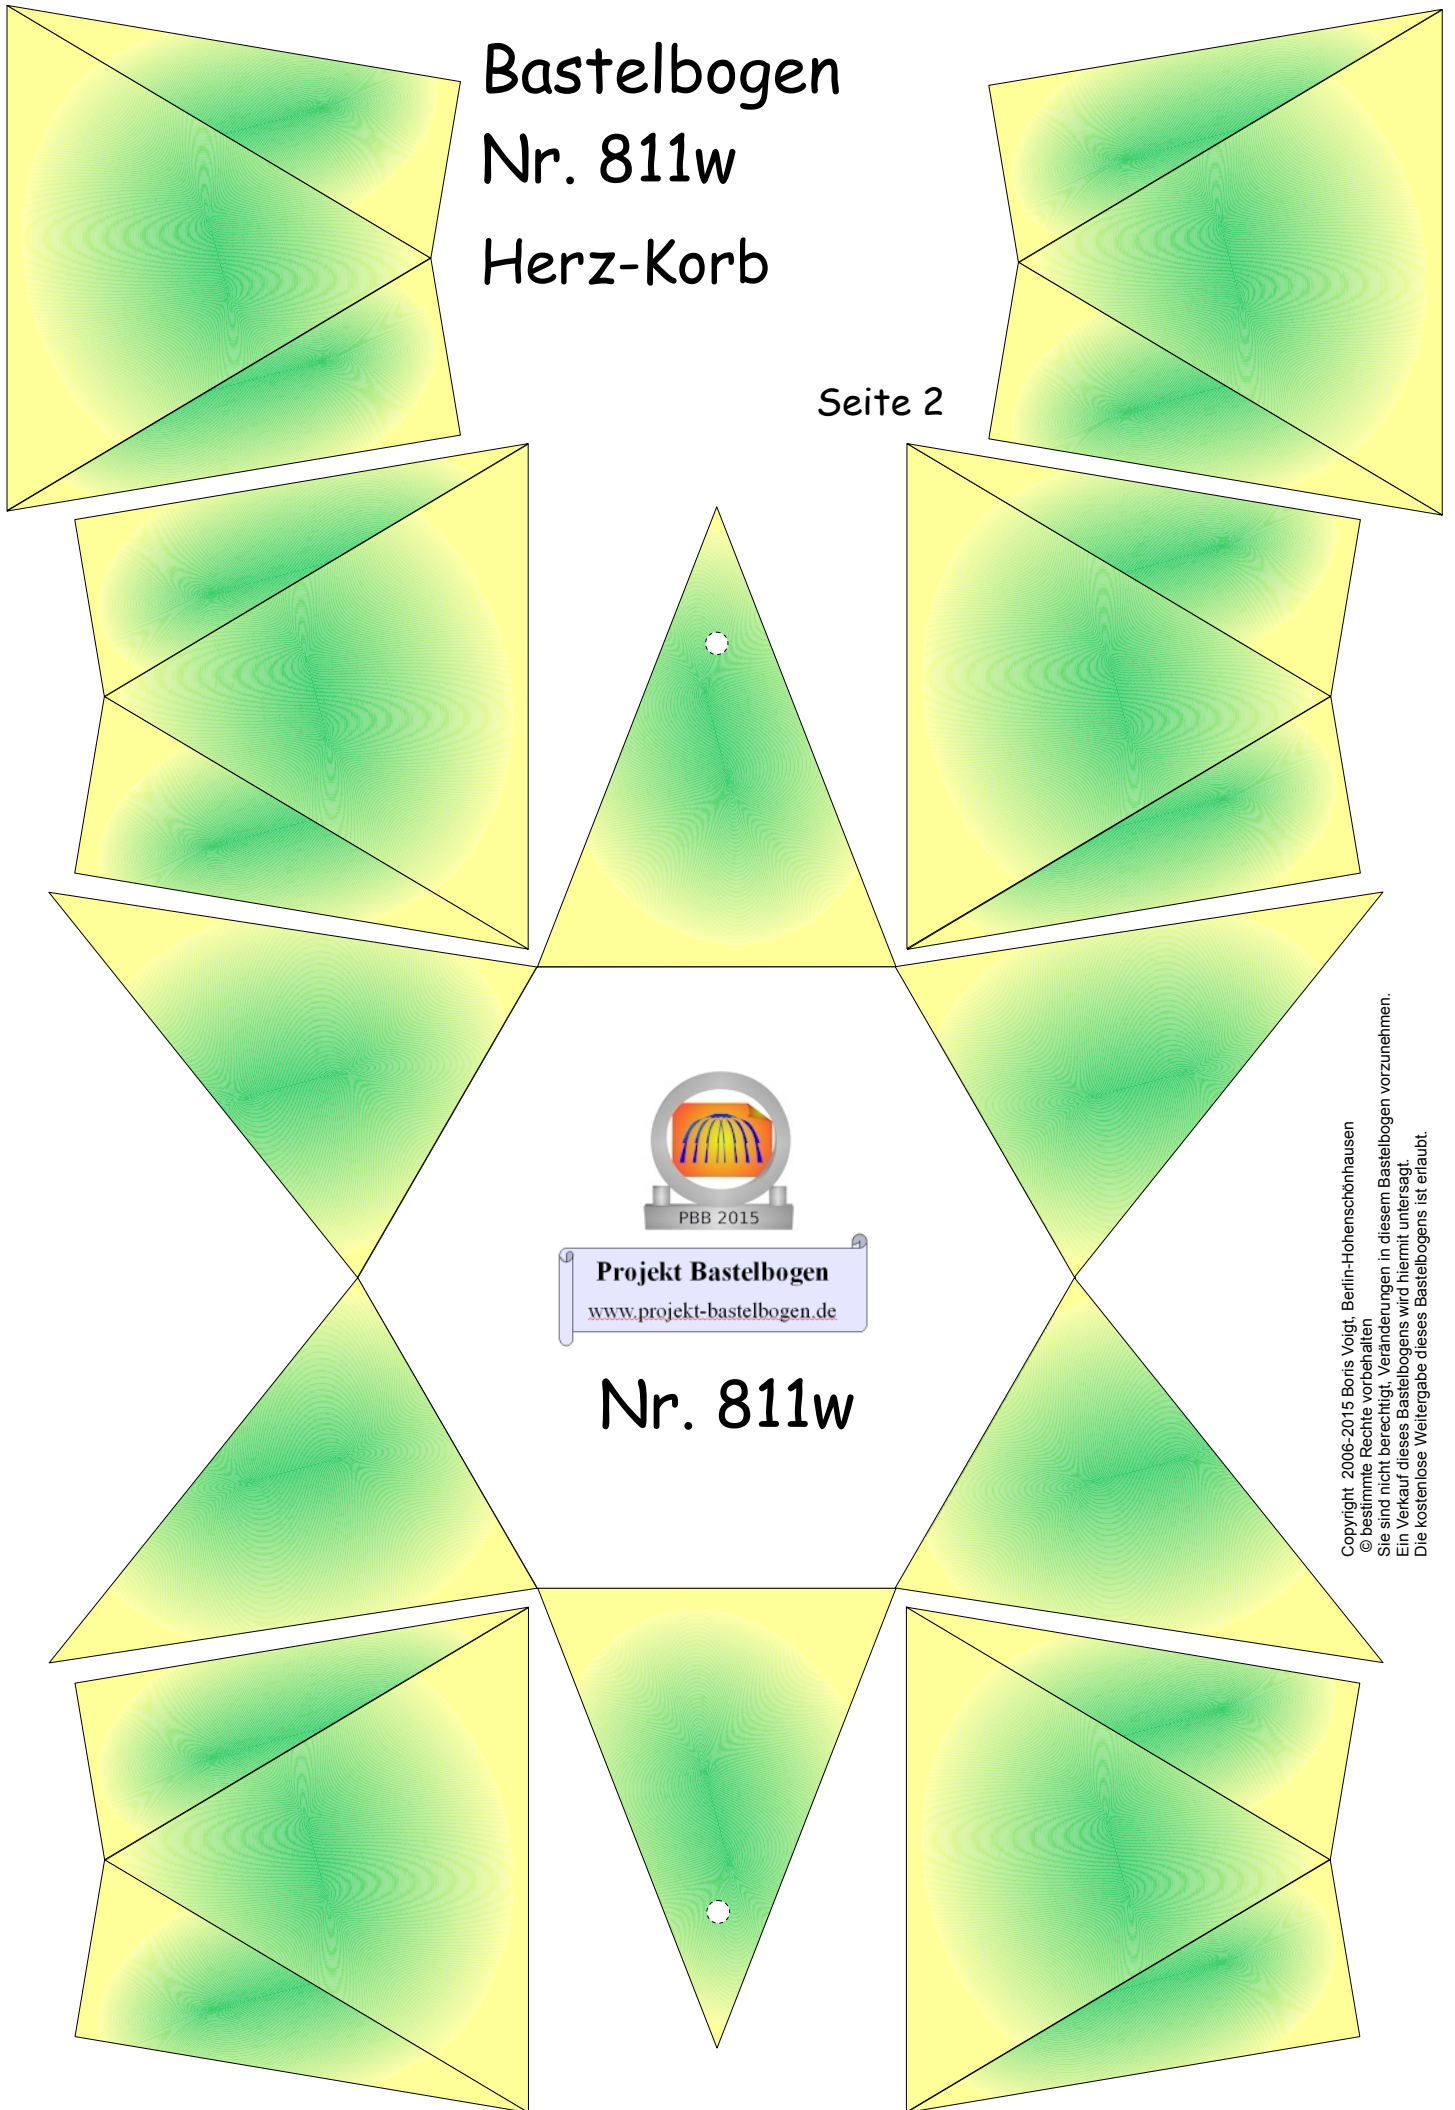 Bastelbogen
Nr. 811w
Herz-Korb
Seite 2
PBB 2015
Projekt Bastelbogen
www.projekt-bastelbogen.de
Nr. 811w
Copyright 2006-2015 Boris Voigt, Berlin-Hohenschönhausen
© bestimmte Rechte vorbehalten
Sie sind nicht berechtigt, Veränderungen in diesem Bastelbogen vorzunehmen.
Ein Verkauf dieses Bastelbogens wird hiermit untersagt.
Die kostenlose Weitergabe dieses Bastelbogens ist erlaubt.